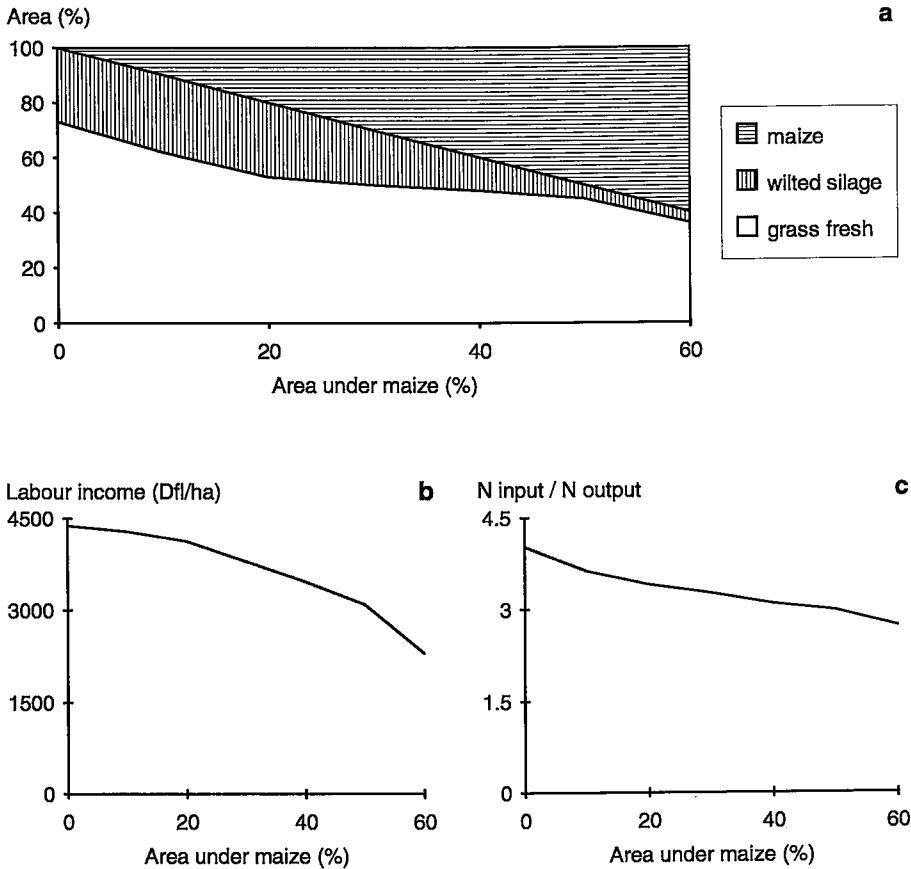 Area (%)
a
100
80
60
40
20
0
0 20 40 60
Area under maize (%)
maize
wilted silage
grass fresh
Labour income (Dfl/ha)
b
4500
3000
1500
0
0 20 40 60
Area under maize (%)
N input / N output
c
4.5
3
1.5
0
0 20 40 60
Area under maize (%)